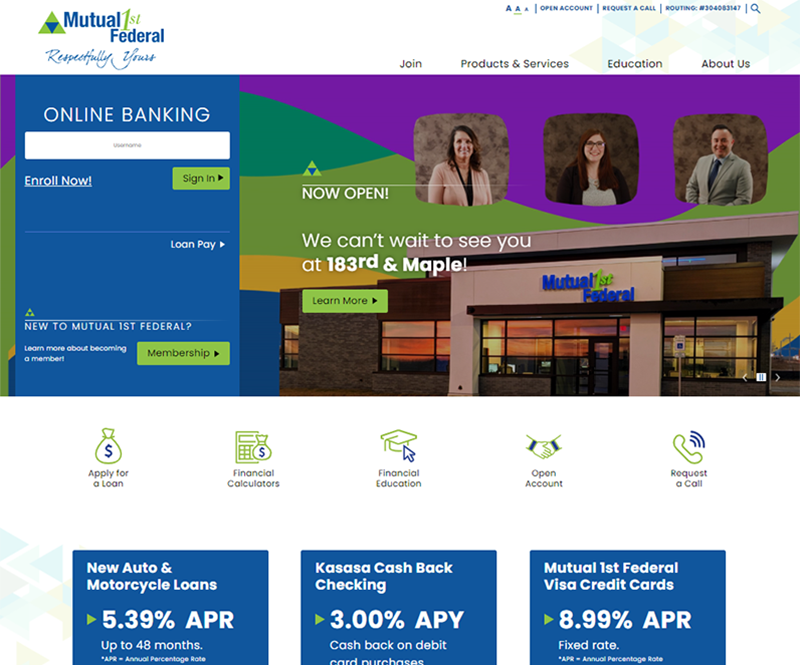 Mutual 1st
Federal
Respectfully Yours
A A A | OPEN ACCOUNT | REQUEST A CALL | ROUTING: #304083147 |
Join Products & Services Education About Us
ONLINE BANKING
Username
Enroll Now!
Sign In
Loan Pay
NEW TO MUTUAL 1ST FEDERAL?
Learn more about becoming
a member!
Membership
NOW OPEN!
We can't wait to see you
at 183rd & Maple!
Learn More
Mutual 1st
Federal
Apply for
a Loan
Financial
Calculators
Financial
Education
Open
Account
Request
a Call
New Auto &
Motorcycle Loans
5.39% APR
Up to 48 months.
*APR = Annual Percentage Rate
Kasasa Cash Back
Checking
3.00% APY
Cash back on debit
card purchases
Mutual 1st Federal
Visa Credit Cards
8.99% APR
Fixed rate.
*APR = Annual Percentage Rate